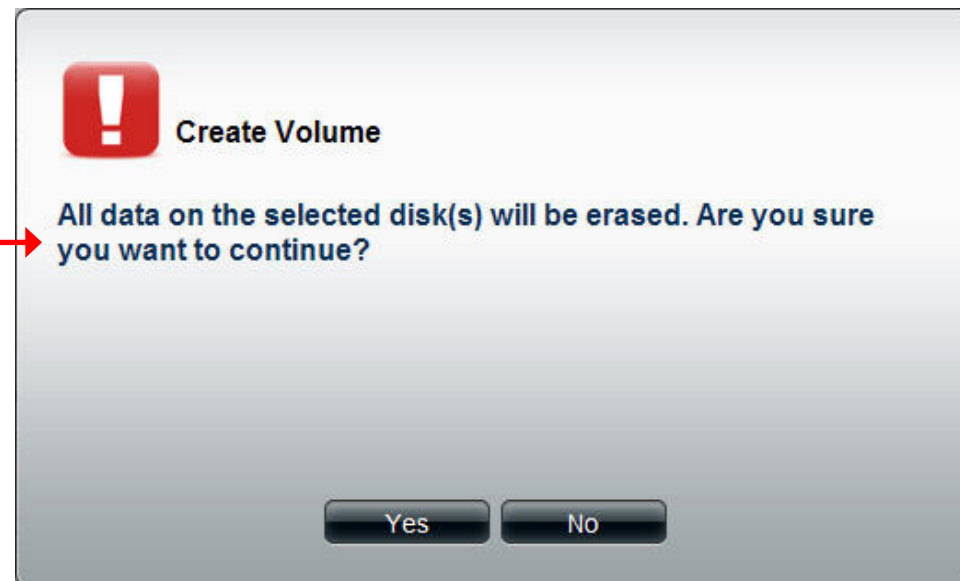 Create Volume
All data on the selected disk(s) will be erased. Are you sure
you want to continue?
Yes No